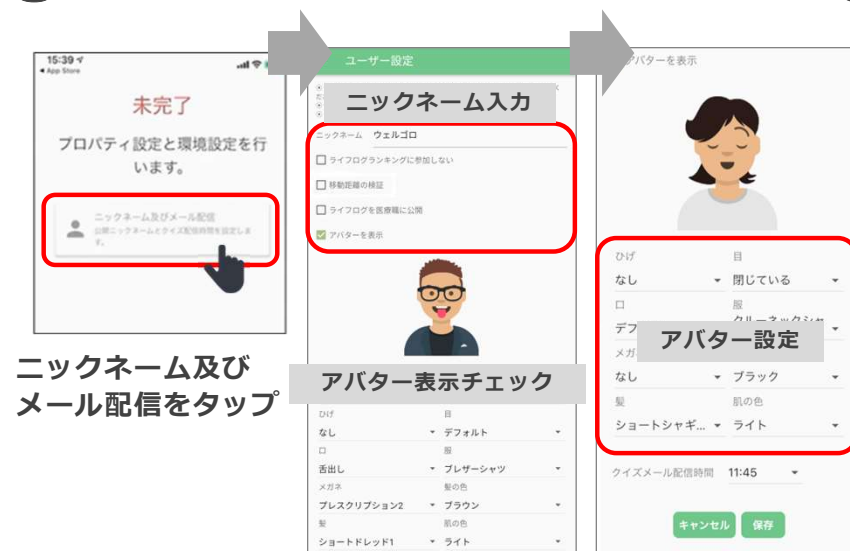 15:39
App Store
未完了
プロパティ設定と環境設定を行
います。
ニックネーム及びメール配信
公開ニックネームとクイズ配信時間を設定しま
す。
ニックネーム及び
メール配信をタップ
ユーザー設定
ニックネーム入力
ニックネーム ウェルゴロ
ライフログランキングに参加しない
移動距離の検証
ライフログを医療職に公開
アバターを表示
アバター表示チェック
ひげ 目
なし デフォルト
口 服
舌出し ブレザーシャツ
メガネ 髪の色
プレスクリプション2 ブラウン
髪 肌の色
ショートドレッド1 ライト
アバターを表示
ひげ 目
なし 閉じている
口 服
アバター設定
なし ブラック
髪 肌の色
ショートシャギ... ライト
クイズメール配信時間 11:45
キャンセル 保存